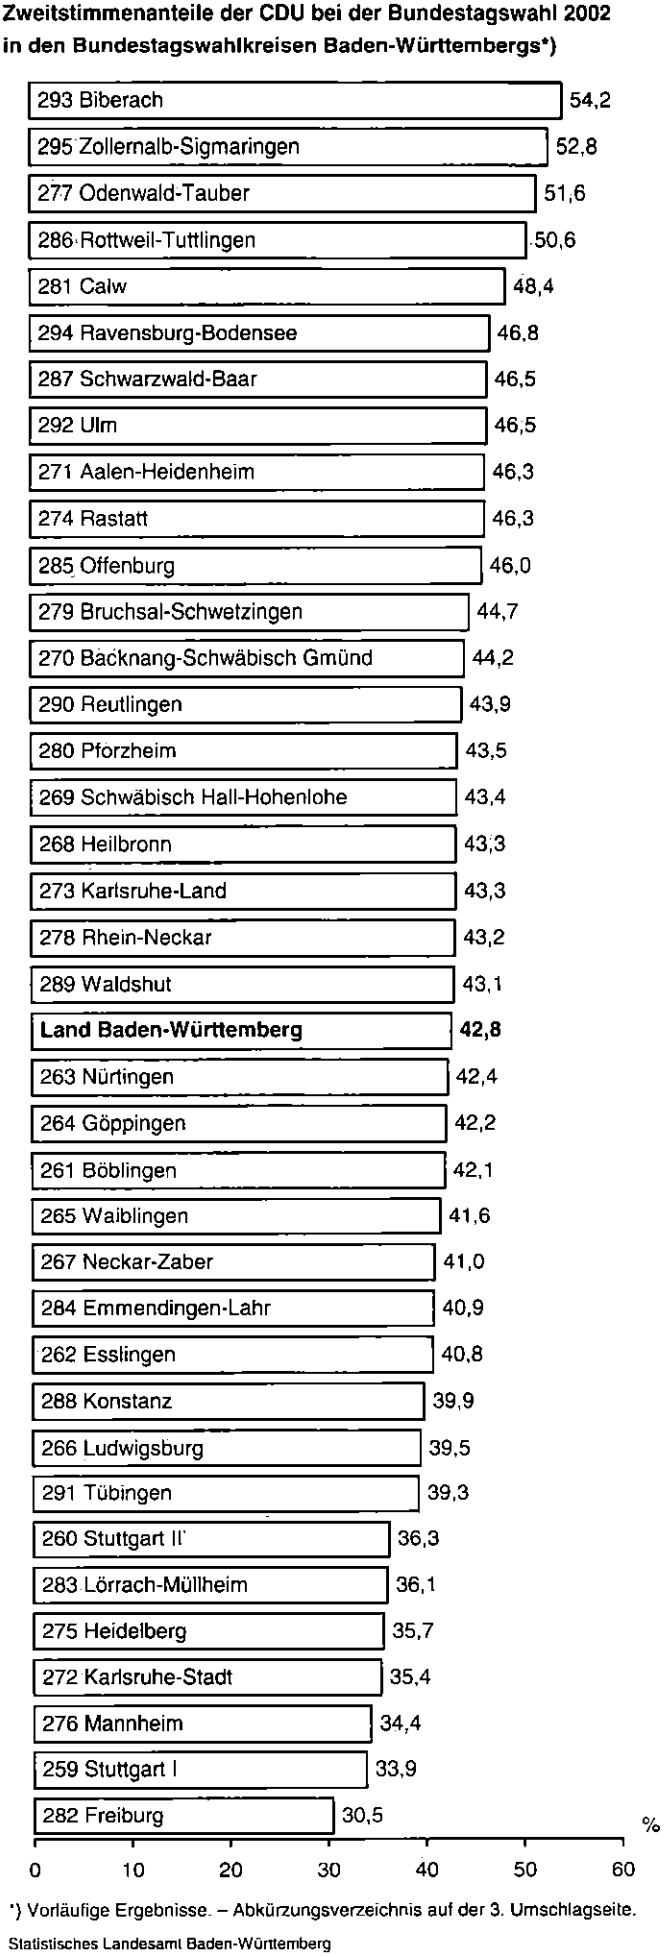 Zweitstimmenanteile der CDU bei der Bundestagswahl 2002
in den Bundestagswahlkreisen Baden-Württembergs*)
293 Biberach 54,2
295 Zollernalb-Sigmaringen 52,8
277 Odenwald-Tauber 51,6
286 Rottweil-Tuttlingen 50,6
281 Calw 48,4
294 Ravensburg-Bodensee 46,8
287 Schwarzwald-Baar 46,5
292 Ulm 46,5
271 Aalen-Heidenheim 46,3
274 Rastatt 46,3
285 Offenburg 46,0
279 Bruchsal-Schwetzingen 44,7
270 Backnang-Schwäbisch Gmünd 44,2
290 Reutlingen 43,9
280 Pforzheim 43,5
269 Schwäbisch Hall-Hohenlohe 43,4
268 Heilbronn 43,3
273 Karlsruhe-Land 43,3
278 Rhein-Neckar 43,2
289 Waldshut 43,1
Land Baden-Württemberg 42,8
263 Nürtingen 42,4
264 Göppingen 42,2
261 Böblingen 42,1
265 Waiblingen 41,6
267 Neckar-Zaber 41,0
284 Emmendingen-Lahr 40,9
262 Esslingen 40,8
288 Konstanz 39,9
266 Ludwigsburg 39,5
291 Tübingen 39,3
260 Stuttgart II 36,3
283 Lörrach-Müllheim 36,1
275 Heidelberg 35,7
272 Karlsruhe-Stadt 35,4
276 Mannheim 34,4
259 Stuttgart I 33,9
282 Freiburg 30,5
%
0 10 20 30 40 50 60
*) Vorläufige Ergebnisse. – Abkürzungsverzeichnis auf der 3. Umschlagseite.
Statistisches Landesamt Baden-Württemberg